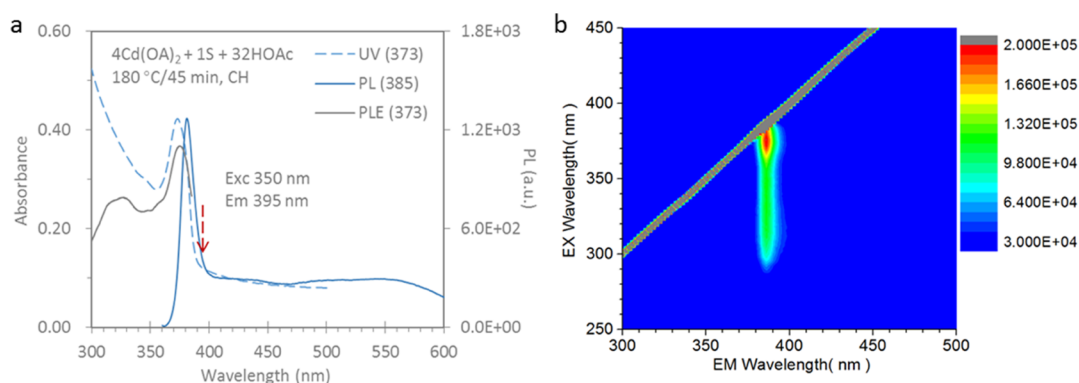 a
0.60
0.40
0.20
0.00
Absorbance
4Cd(OA)₂ + 1S + 32HOAc
180 °C/45 min, CH
UV (373)
PL (385)
PLE (373)
Exc 350 nm
Em 395 nm
1.8E+03
1.2E+03
6.0E+02
0.0E+00
PL (a.u.)
300 350 400 450 500 550 600
Wavelength (nm)
b
450
400
350
300
250
EX Wavelength( nm )
300 350 400 450 500
EM Wavelength( nm )
2.000E+05
1.660E+05
1.320E+05
9.800E+04
6.400E+04
3.000E+04